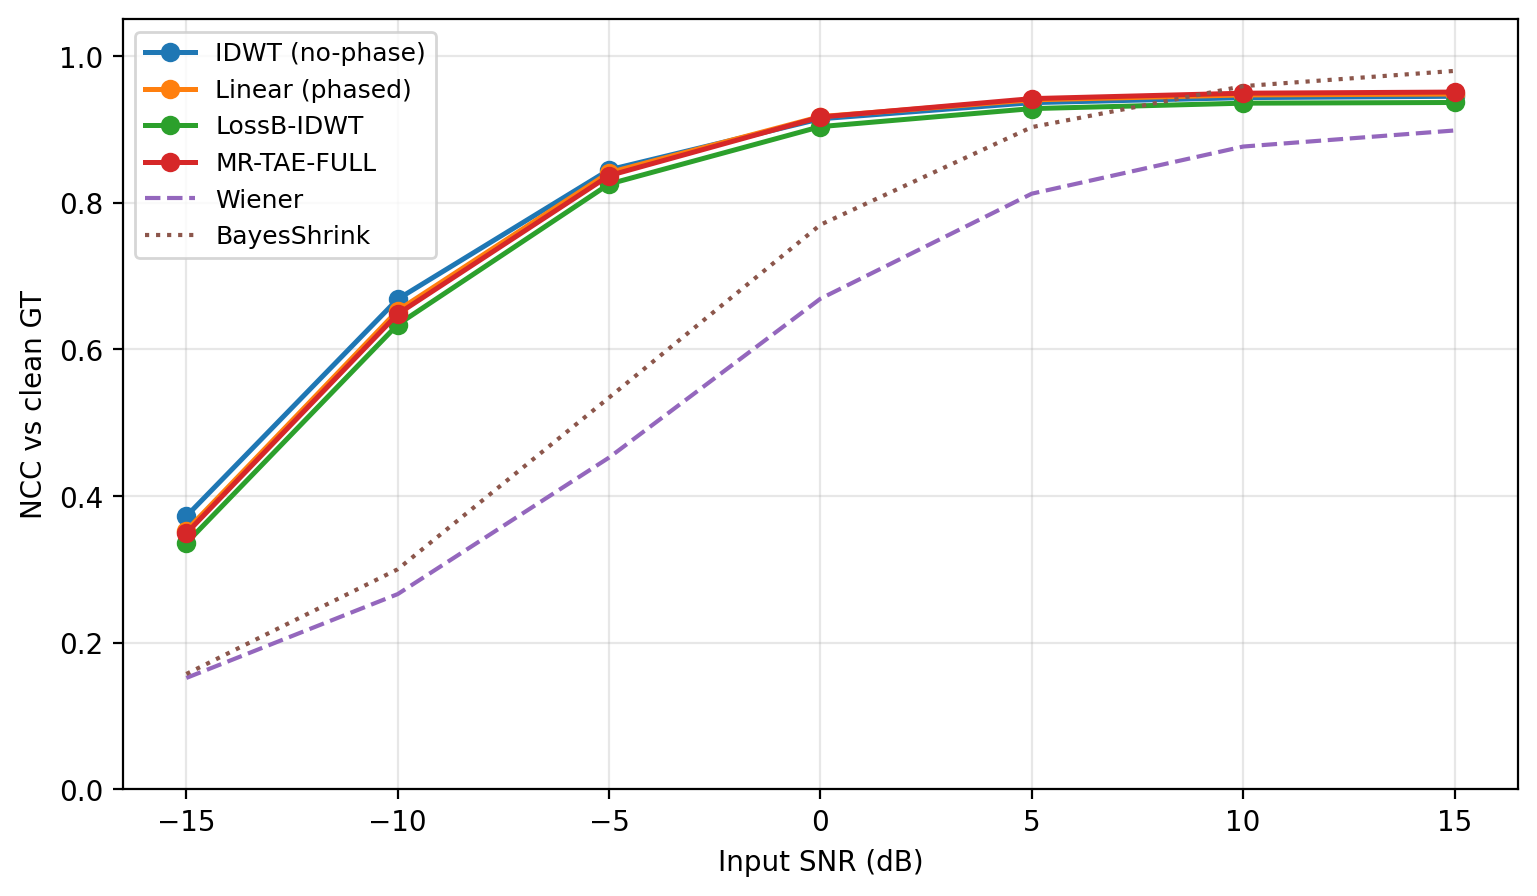 IDWT (no-phase)
Linear (phased)
LossB-IDWT
MR-TAE-FULL
Wiener
BayesShrink
NCC vs clean GT
1.0
0.8
0.6
0.4
0.2
0.0
−15 −10 −5 0 5 10 15
Input SNR (dB)